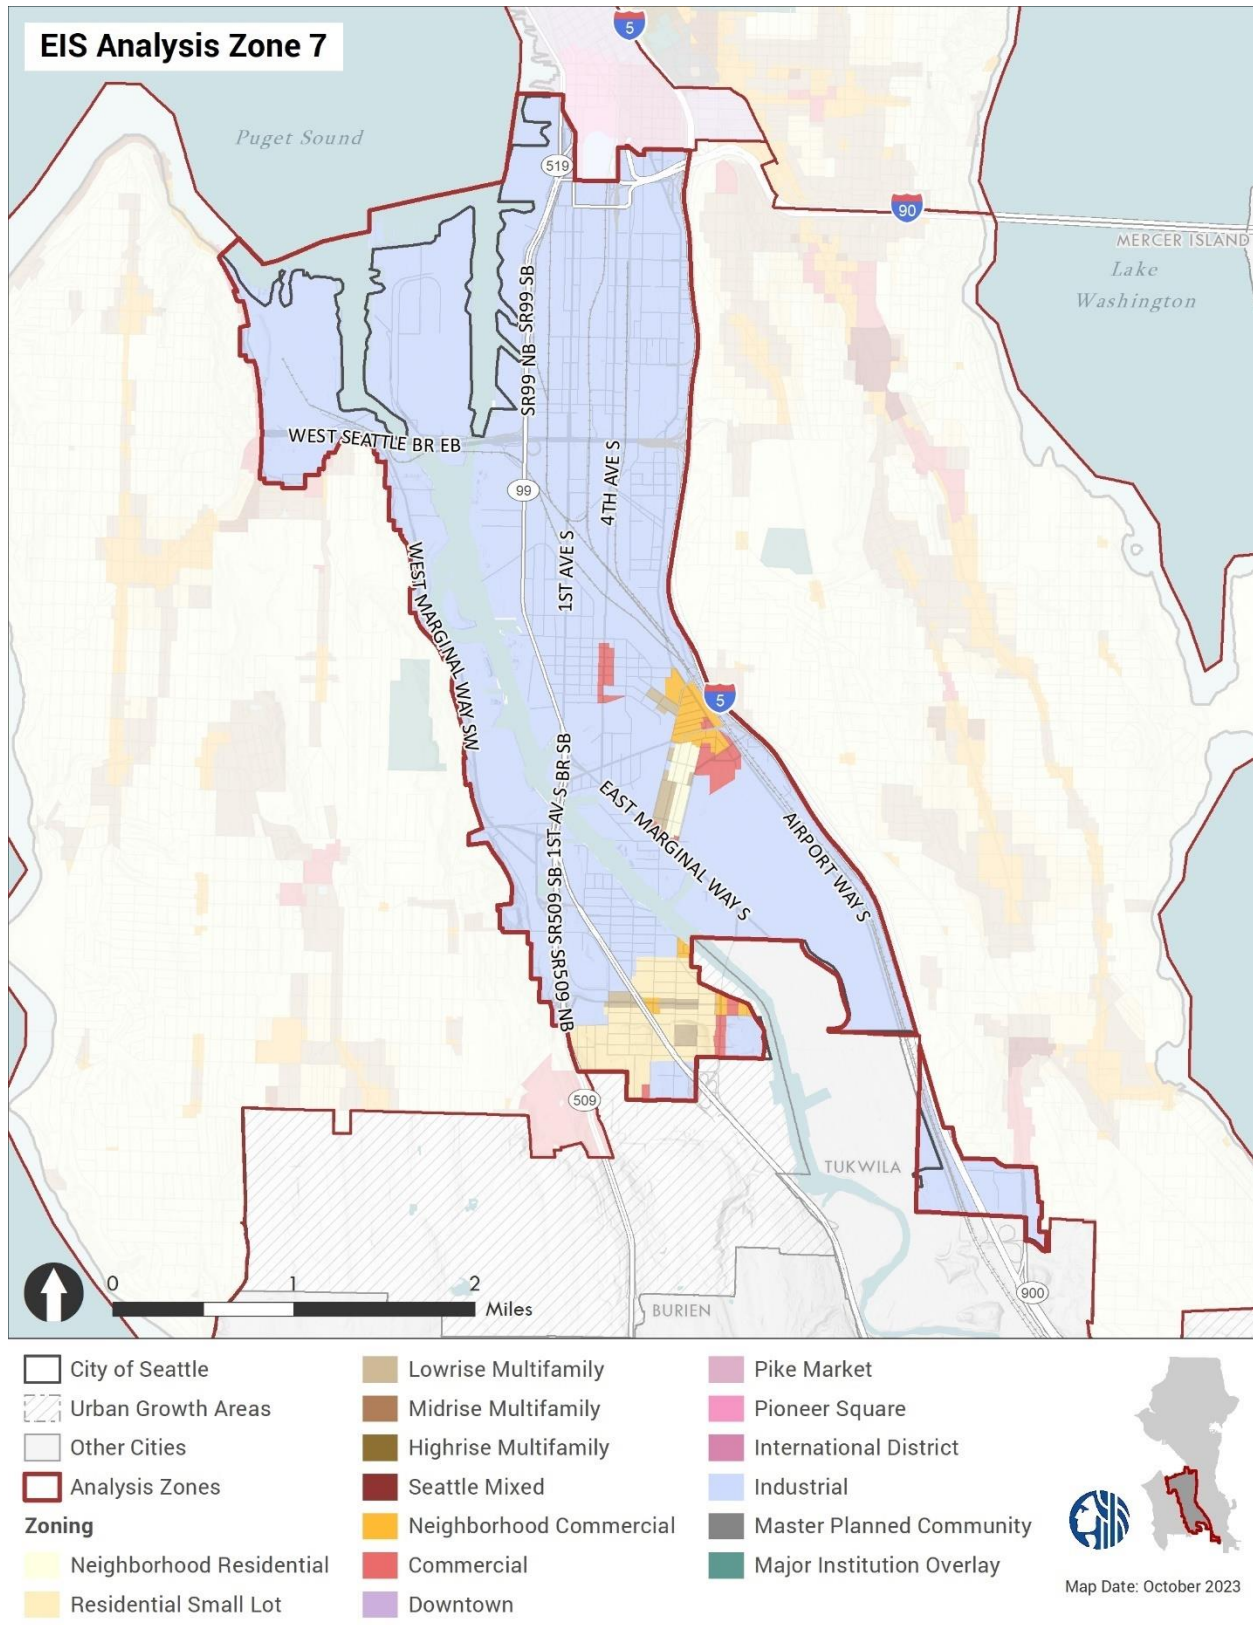 EIS Analysis Zone 7
5
Puget Sound
519
90
MERCER ISLAND
Lake
Washington
SR99 NB SR99 SB
WEST SEATTLE BR EB
4TH AVE S
99
1ST AVE S
WEST MARGINAL WAY SW
5
1ST AV S BR SB
EAST MARGINAL WAY S
AIRPORT WAY S
SR509 SB
SR509 NB
509
TUKWILA
900
BURIEN
0 1 2
Miles
City of Seattle
Urban Growth Areas
Other Cities
Analysis Zones
Zoning
Neighborhood Residential
Residential Small Lot
Lowrise Multifamily
Midrise Multifamily
Highrise Multifamily
Seattle Mixed
Neighborhood Commercial
Commercial
Downtown
Pike Market
Pioneer Square
International District
Industrial
Master Planned Community
Major Institution Overlay
Map Date: October 2023